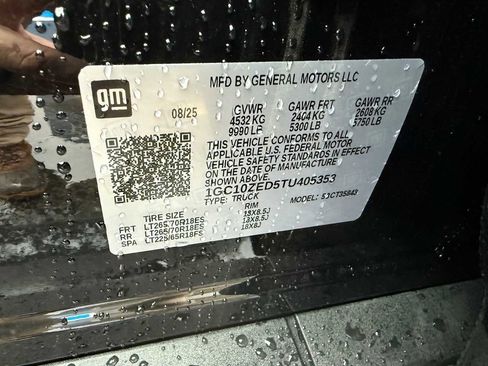 MFD BY GENERAL MOTORS LLC
gm
08/25 GVWR GAWR FRT GAWR RR
4532 KG 2404 KG 2608 KG
9990 LB 5300 LB 5750 LB
THIS VEHICLE CONFORMS TO ALL
APPLICABLE U.S. FEDERAL MOTOR
VEHICLE SAFETY STANDARDS IN EFFECT
ON THE DATE OF MANUFACTURE
SHOWN ABOVE.
1GC10ZED5TU405353
TYPE: TRUCK MODEL:
TIRE SIZE RIM
FRT LT265/70R18ES 18X8.5J
RR LT265/70R18ES 18X8.5J
SPA LT225/65R18FS 18X8J